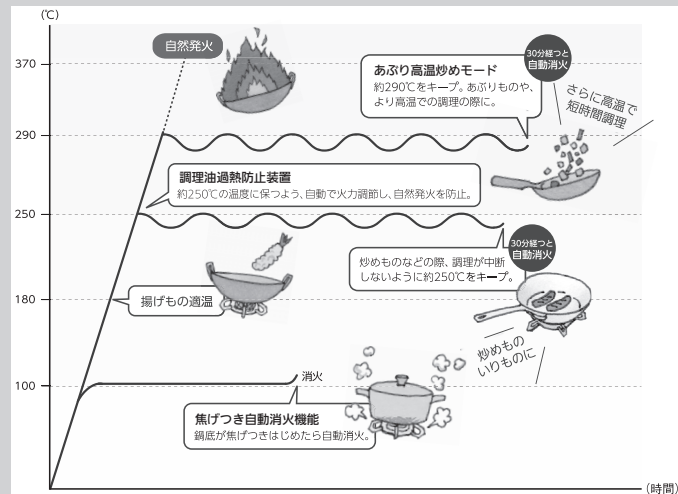 (℃)
自然発火
370
30分経つと
自動消火
あぶり高温炒めモード
約290℃をキープ。あぶりものや、
より高温での調理の際に。
さらに高温で
短時間調理
290
調理油過熱防止装置
約250℃の温度に保つよう、自動で火力調節し、自然発火を防止。
250
30分経つと
自動消火
炒めものなどの際、調理が中断
しないように約250℃をキープ。
180
揚げもの適温
炒めもの
いりものに
100
消火
焦げつき自動消火機能
鍋底が焦げつきはじめたら自動消火。
(時間)